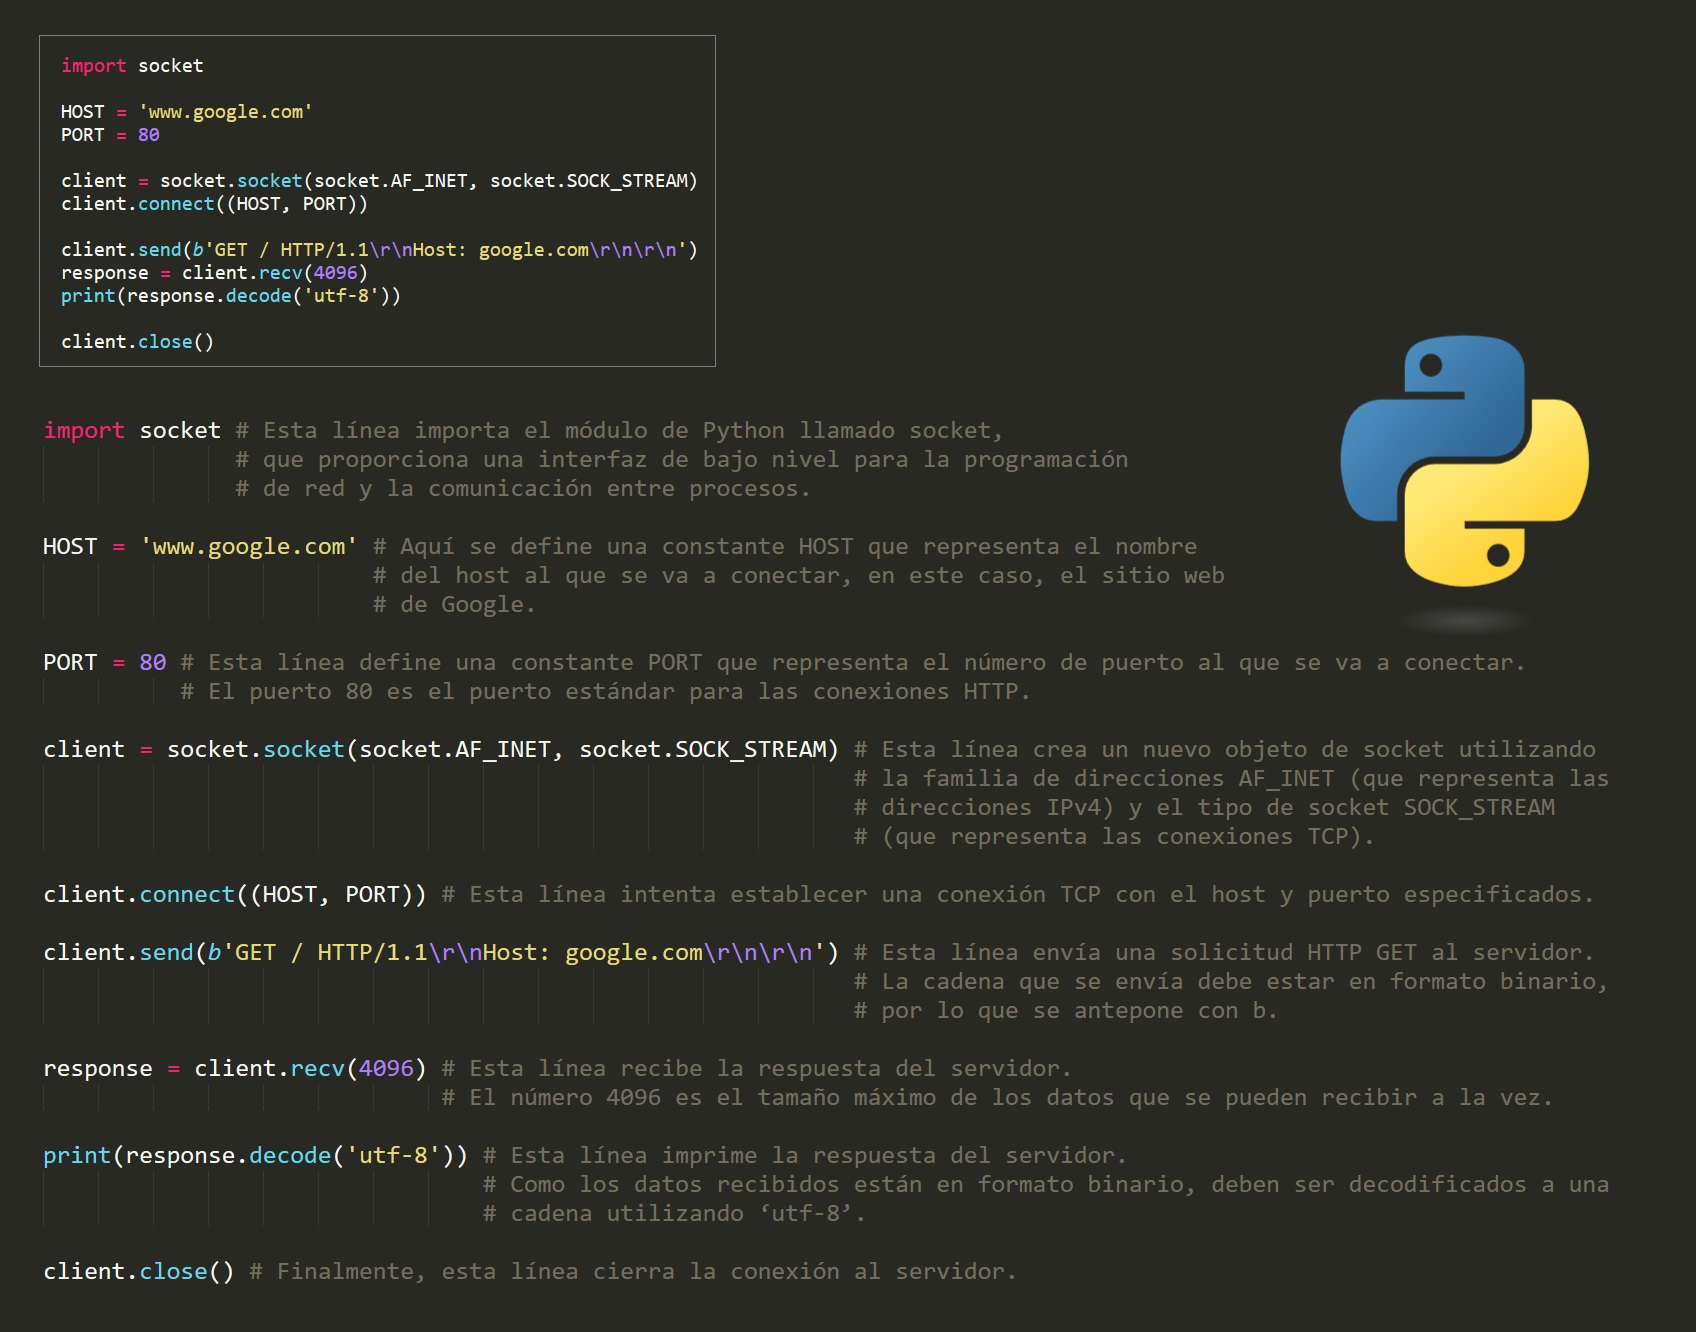 import socket
HOST = 'www.google.com'
PORT = 80
client = socket.socket(socket.AF_INET, socket.SOCK_STREAM)
client.connect((HOST, PORT))
client.send(b'GET / HTTP/1.1\r\nHost: google.com\r\n\r\n')
response = client.recv(4096)
print(response.decode('utf-8'))
client.close()
import socket # Esta línea importa el módulo de Python llamado socket,
# que proporciona una interfaz de bajo nivel para la programación
# de red y la comunicación entre procesos.
HOST = 'www.google.com' # Aquí se define una constante HOST que representa el nombre
# del host al que se va a conectar, en este caso, el sitio web
# de Google.
PORT = 80 # Esta línea define una constante PORT que representa el número de puerto al que se va a conectar.
# El puerto 80 es el puerto estándar para las conexiones HTTP.
client = socket.socket(socket.AF_INET, socket.SOCK_STREAM) # Esta línea crea un nuevo objeto de socket utilizando
# la familia de direcciones AF_INET (que representa las
# direcciones IPv4) y el tipo de socket SOCK_STREAM
# (que representa las conexiones TCP).
client.connect((HOST, PORT)) # Esta línea intenta establecer una conexión TCP con el host y puerto especificados.
client.send(b'GET / HTTP/1.1\r\nHost: google.com\r\n\r\n') # Esta línea envía una solicitud HTTP GET al servidor.
# La cadena que se envía debe estar en formato binario,
# por lo que se antepone con b.
response = client.recv(4096) # Esta línea recibe la respuesta del servidor.
# El número 4096 es el tamaño máximo de los datos que se pueden recibir a la vez.
print(response.decode('utf-8')) # Esta línea imprime la respuesta del servidor.
# Como los datos recibidos están en formato binario, deben ser decodificados a una
# cadena utilizando ‘utf-8’.
client.close() # Finalmente, esta línea cierra la conexión al servidor.